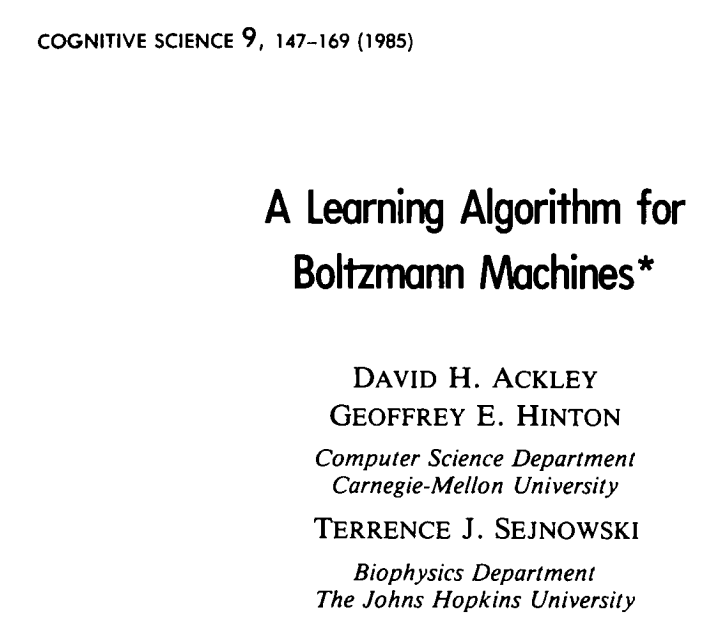 COGNITIVE SCIENCE 9, 147–169 (1985)
A Learning Algorithm for
Boltzmann Machines*
DAVID H. ACKLEY
GEOFFREY E. HINTON
Computer Science Department
Carnegie-Mellon University
TERRENCE J. SEJNOWSKI
Biophysics Department
The Johns Hopkins University